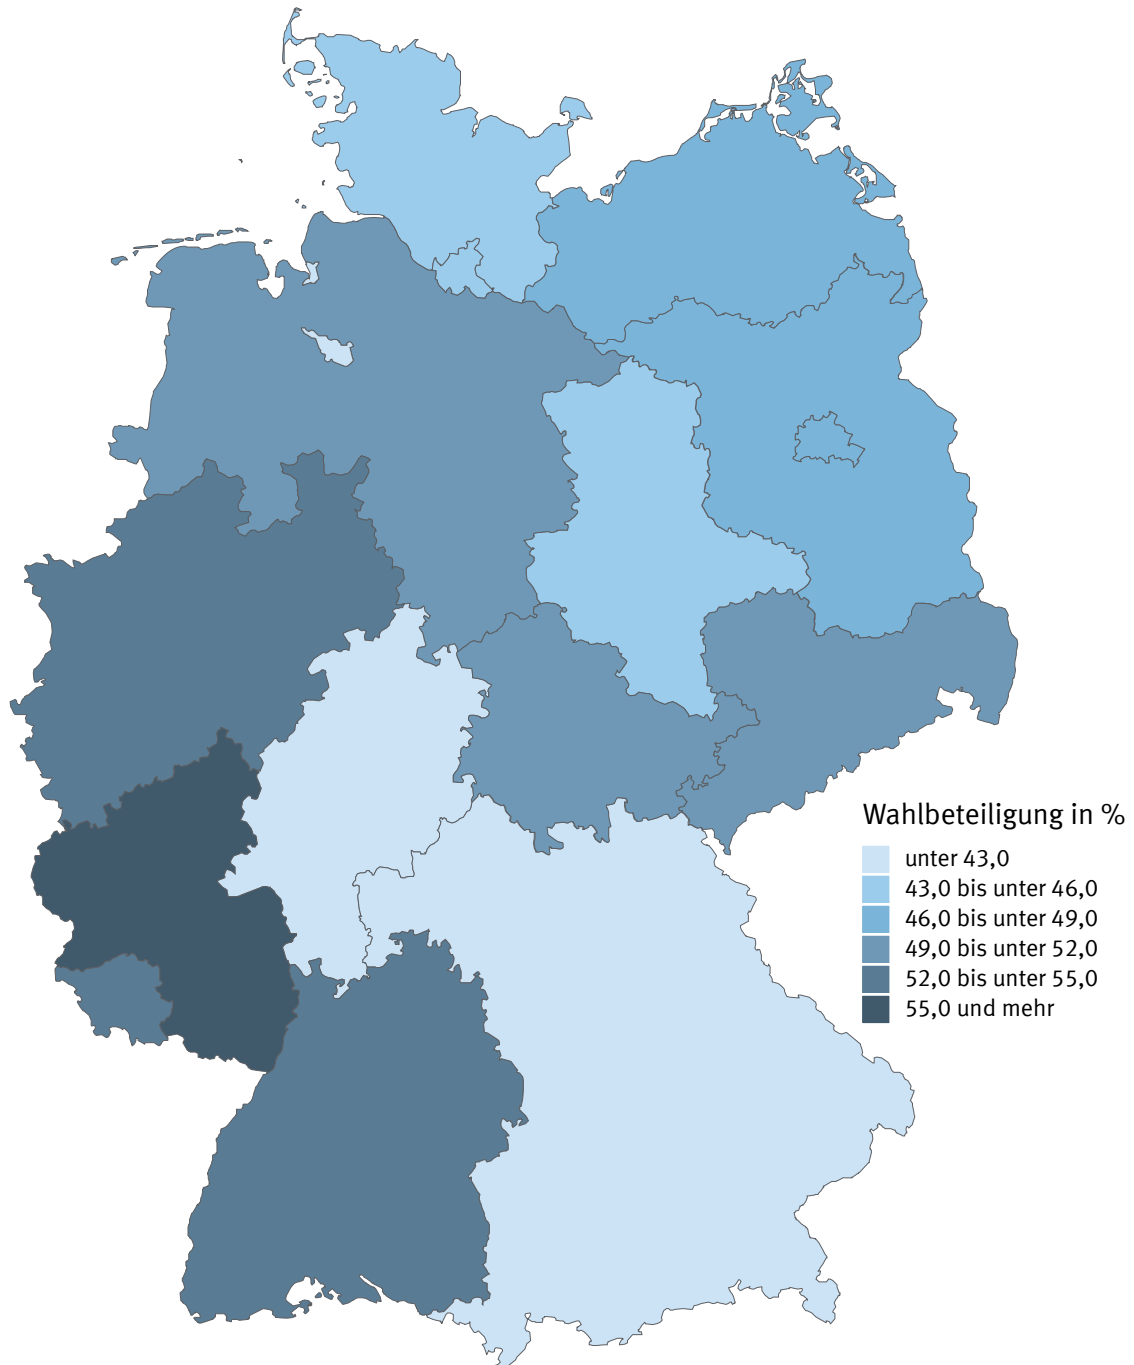 Wahlbeteiligung in %
unter 43,0
43,0 bis unter 46,0
46,0 bis unter 49,0
49,0 bis unter 52,0
52,0 bis unter 55,0
55,0 und mehr